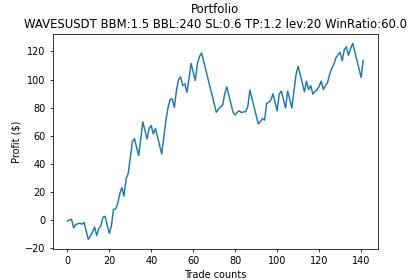 Portfolio
WAVESUSDT BBM:1.5 BBL:240 SL:0.6 TP:1.2 lev:20 WinRatio:60.0
120
100
80
60
40
20
0
−20
Profit ($)
0 20 40 60 80 100 120 140
Trade counts